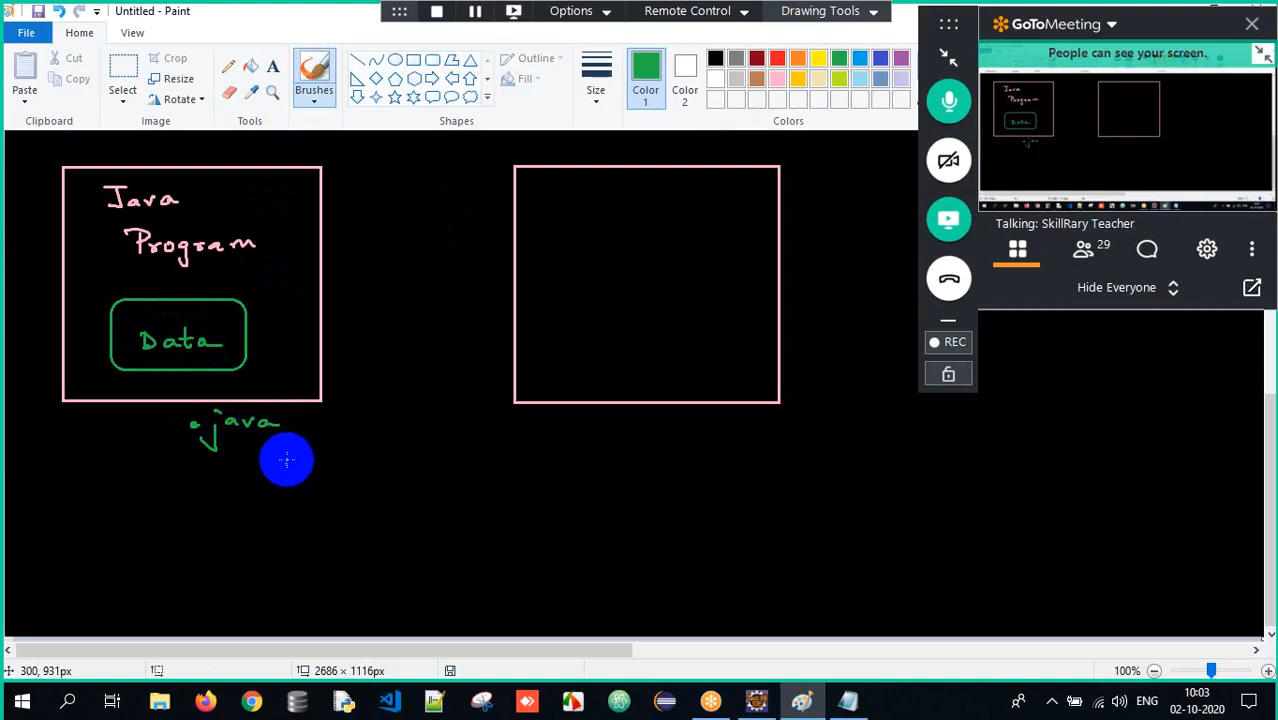 Untitled - Paint
Options
Remote Control
Drawing Tools
File
Home
View
GoToMeeting
People can see your screen.
Paste
Cut
Copy
Clipboard
Select
Crop
Resize
Rotate
Image
A
Tools
Brushes
Shapes
Outline
Fill
Size
Color
1
Color
2
Colors
Java
Program
Data
.java
Java
Program
Data
Talking: SkillRary Teacher
29
Hide Everyone
REC
300, 931px
2686 × 1116px
100%
ENG
10:03
02-10-2020